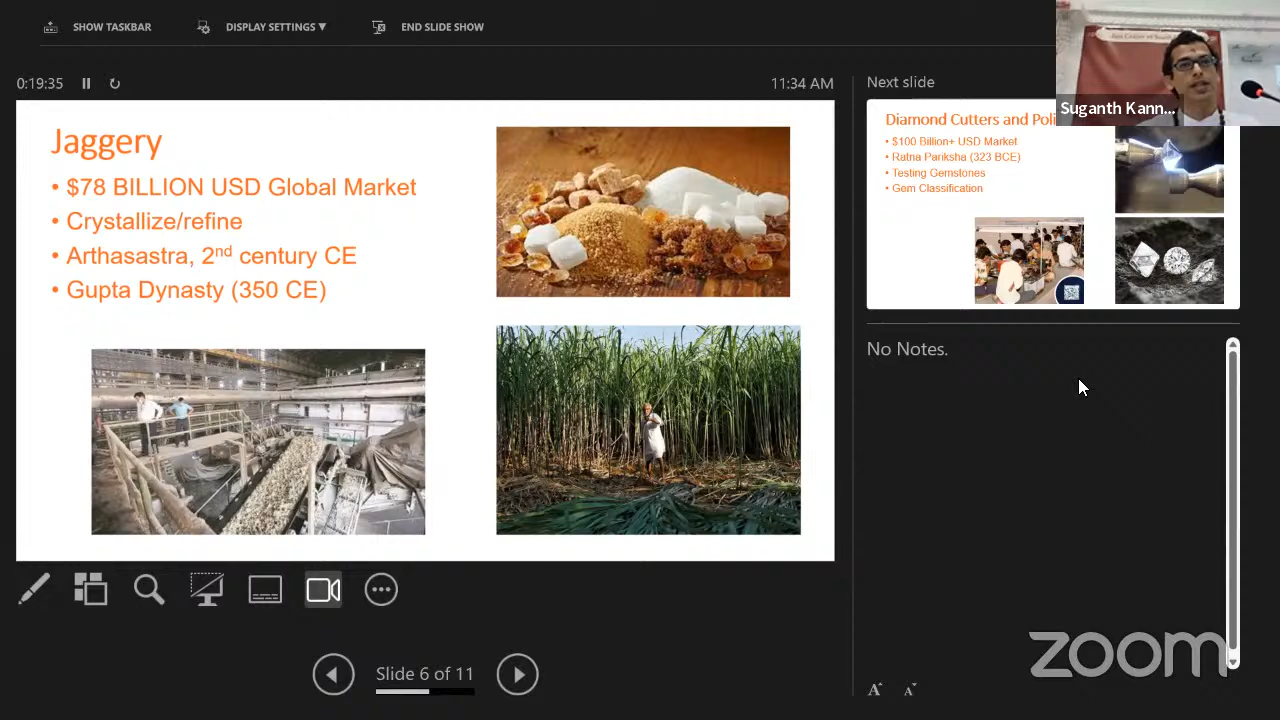 SHOW TASKBAR
DISPLAY SETTINGS ▼
END SLIDE SHOW
0:19:35
11:34 AM
Jaggery
• $78 BILLION USD Global Market
• Crystallize/refine
• Arthasastra, 2nd century CE
• Gupta Dynasty (350 CE)
Slide 6 of 11
Next slide
Suganth Kann...
Diamond Cutters and Poli
• $100 Billion+ USD Market
• Ratna Pariksha (323 BCE)
• Testing Gemstones
• Gem Classification
No Notes.
A A
zoom